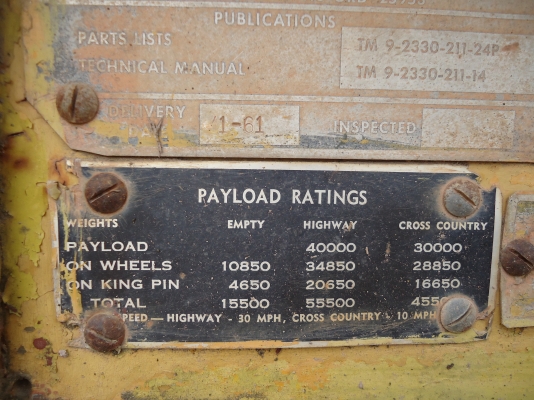 PUBLICATIONS
PARTS LISTS TM 9-2330-211-24P
TECHNICAL MANUAL TM 9-2330-211-14
DELIVERY 1-61 INSPECTED
PAYLOAD RATINGS
WEIGHTS EMPTY HIGHWAY CROSS COUNTRY
PAYLOAD 40000 30000
ON WHEELS 10850 34850 28850
ON KING PIN 4650 20650 16650
TOTAL 15500 55500 4550
SPEED — HIGHWAY - 30 MPH, CROSS COUNTRY - 10 MPH